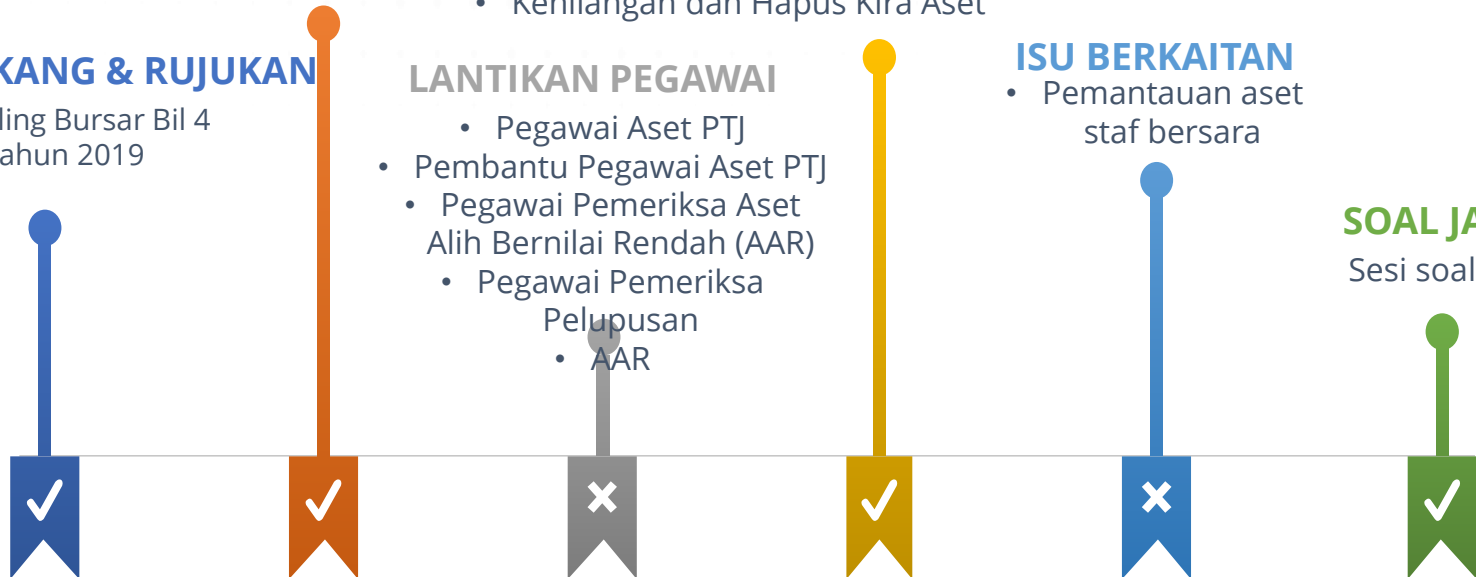 Kehilangan dan Hapus Kira Aset
KANG & RUJUKAN
ling Bursar Bil 4
ahun 2019
LANTIKAN PEGAWAI
• Pegawai Aset PTJ
• Pembantu Pegawai Aset PTJ
• Pegawai Pemeriksa Aset
Alih Bernilai Rendah (AAR)
• Pegawai Pemeriksa
Pelupusan
• AAR
ISU BERKAITAN
• Pemantauan aset
staf bersara
SOAL JA
Sesi soal